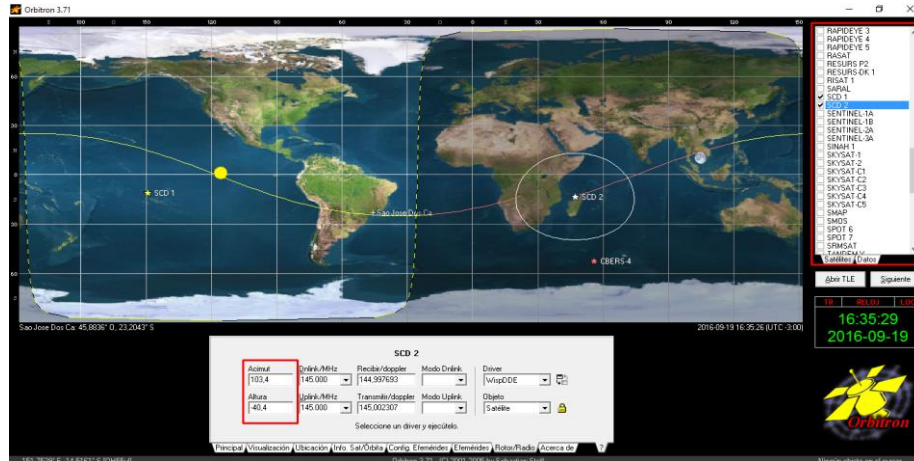 Orbitron 3.71
SCD 1
Sao Jose Dos Ca
SCD 2
CBERS-4
Sao Jose Dos Ca: 45,8836° O, 23,2043° S
2016-09-19 16:35:26 (UTC -3:00)
RAPIDEYE 3
RAPIDEYE 4
RAPIDEYE 5
RASAT
RESURS P2
RESURS-DK 1
RISAT 1
SARAL
SCD 1
SCD 2
SENTINEL-1A
SENTINEL-1B
SENTINEL-2A
SENTINEL-3A
SINAH 1
SKYSAT-1
SKYSAT-2
SKYSAT-C1
SKYSAT-C2
SKYSAT-C3
SKYSAT-C4
SKYSAT-C5
SMAP
SMOS
SPOT 6
SPOT 7
SRMSAT
Satélites Datos
Abrir TLE Siguiente
TR RELOJ
16:35:29
2016-09-19
Orbitron
SCD 2
Acimut Dnlink/MHz Recibir/doppler Modo Dnlink Driver
103,4 145.000 144,997693 WispDDE
Altura Uplink/MHz Transmitir/doppler Modo Uplink Objeto
-40,4 145.000 145,002307 Satélite
Seleccione un driver y ejecútelo.
Principal Visualización Ubicación Info. Sat/Órbita Config. Efemérides Efemérides Rotor/Radio Acerca de ?